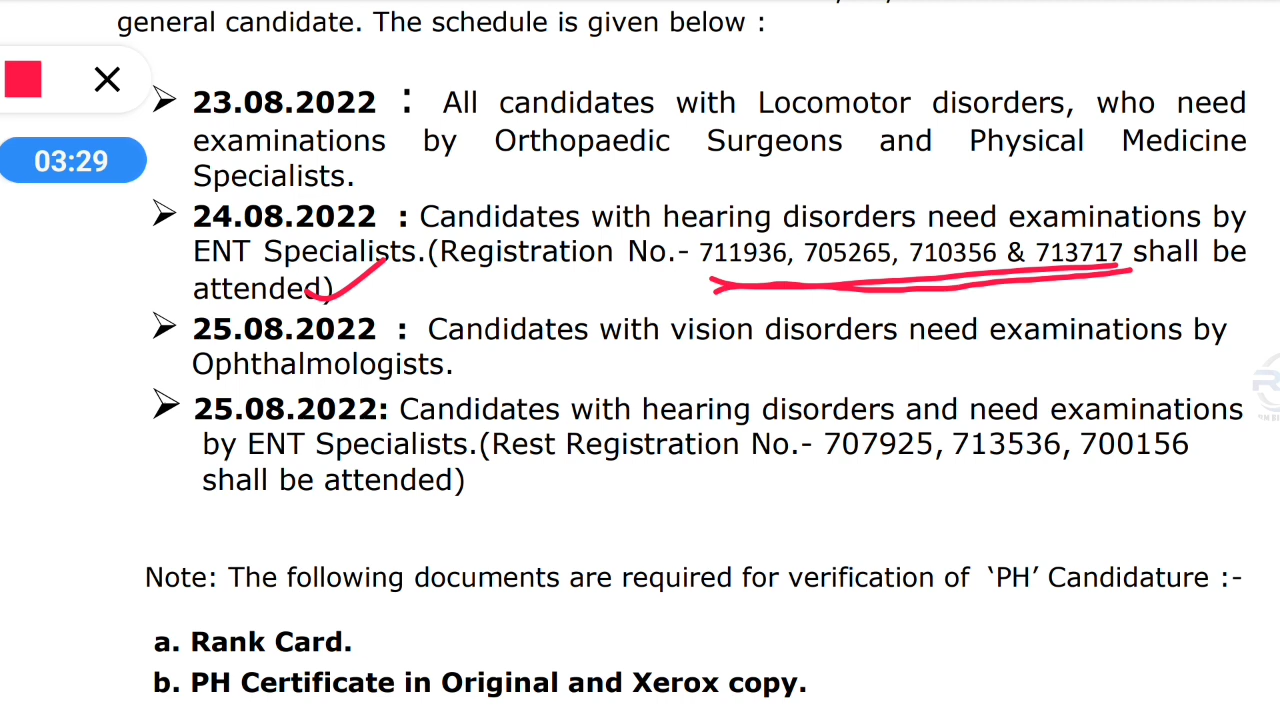 general candidate. The schedule is given below :
➢ 23.08.2022 : All candidates with Locomotor disorders, who need
03:29
examinations by Orthopaedic Surgeons and Physical Medicine
Specialists.
➢ 24.08.2022 : Candidates with hearing disorders need examinations by
ENT Specialists.(Registration No.- 711936, 705265, 710356 & 713717 shall be
attended)
➢ 25.08.2022 : Candidates with vision disorders need examinations by
Ophthalmologists.
➢ 25.08.2022: Candidates with hearing disorders and need examinations
by ENT Specialists.(Rest Registration No.- 707925, 713536, 700156
shall be attended)
Note: The following documents are required for verification of ‘PH’ Candidature :-
a. Rank Card.
b. PH Certificate in Original and Xerox copy.